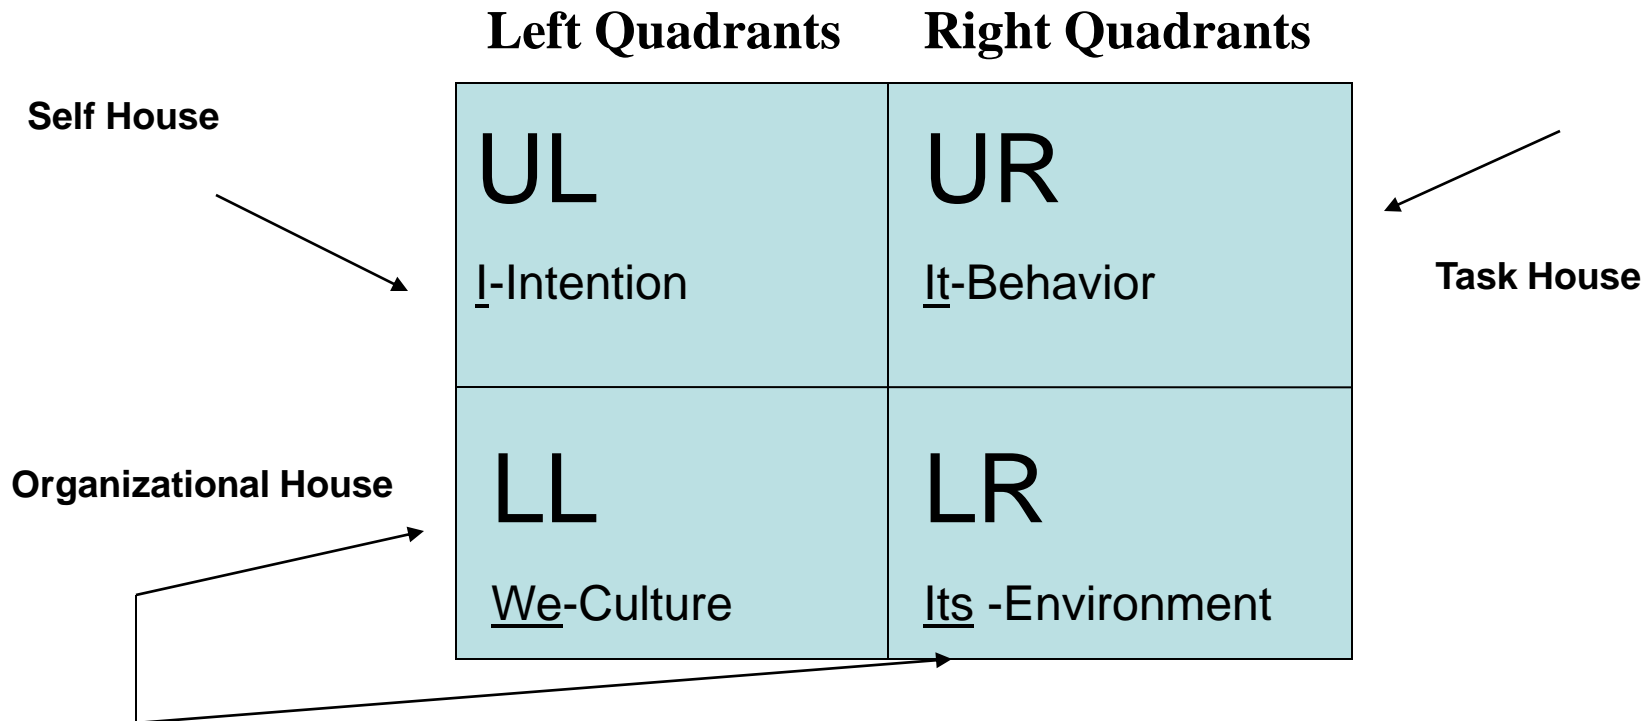 Left Quadrants Right Quadrants
Self House
UL UR
I-Intention It-Behavior
Task House
Organizational House
LL LR
We-Culture Its -Environment